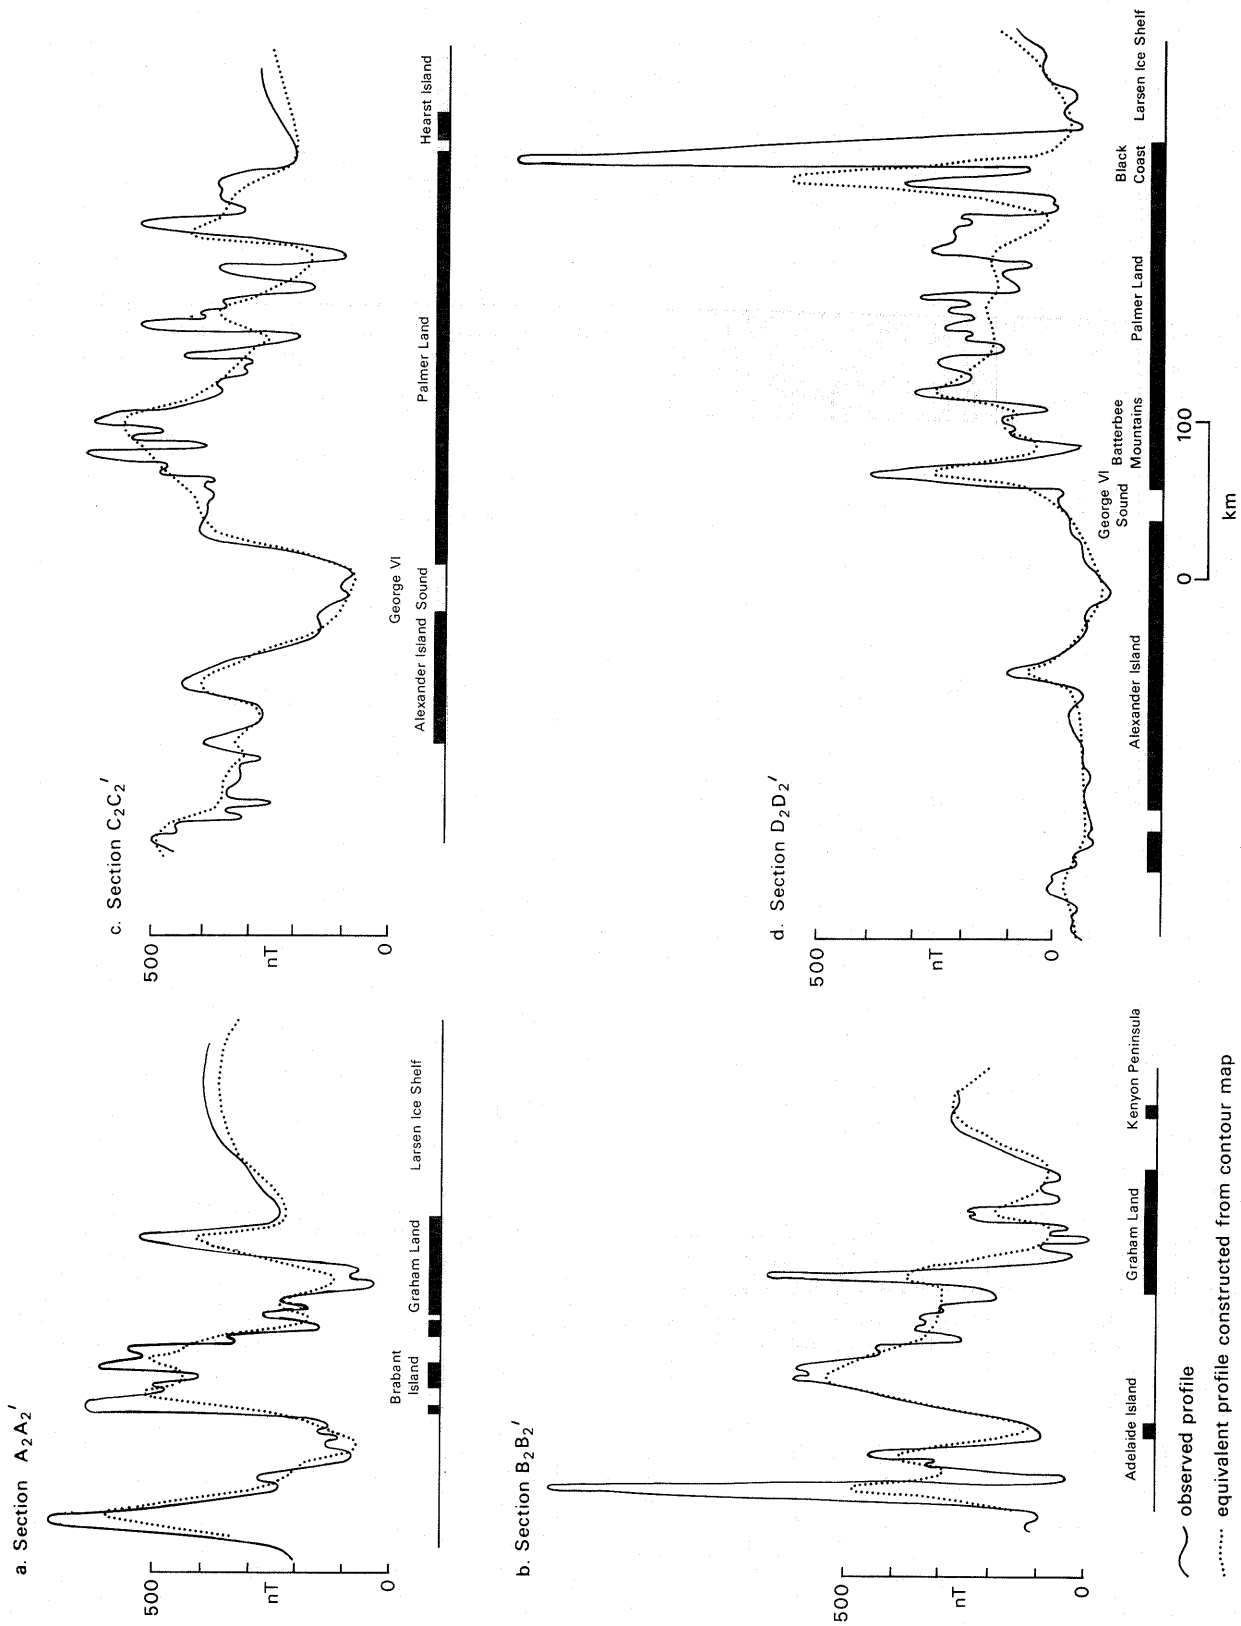 a. Section A₂A₂′
500
nT
0
Brabant
Island
Graham Land
Larsen Ice Shelf
b. Section B₂B₂′
500
nT
0
Adelaide Island
Graham Land
Kenyon Peninsula
c. Section C₂C₂′
500
nT
0
Alexander Island
George VI
Sound
Palmer Land
Hearst Island
d. Section D₂D₂′
500
nT
0
Alexander Island
George VI
Sound
Batterbee
Mountains
Palmer Land
Black
Coast
Larsen Ice Shelf
0 100
km
observed profile
equivalent profile constructed from contour map